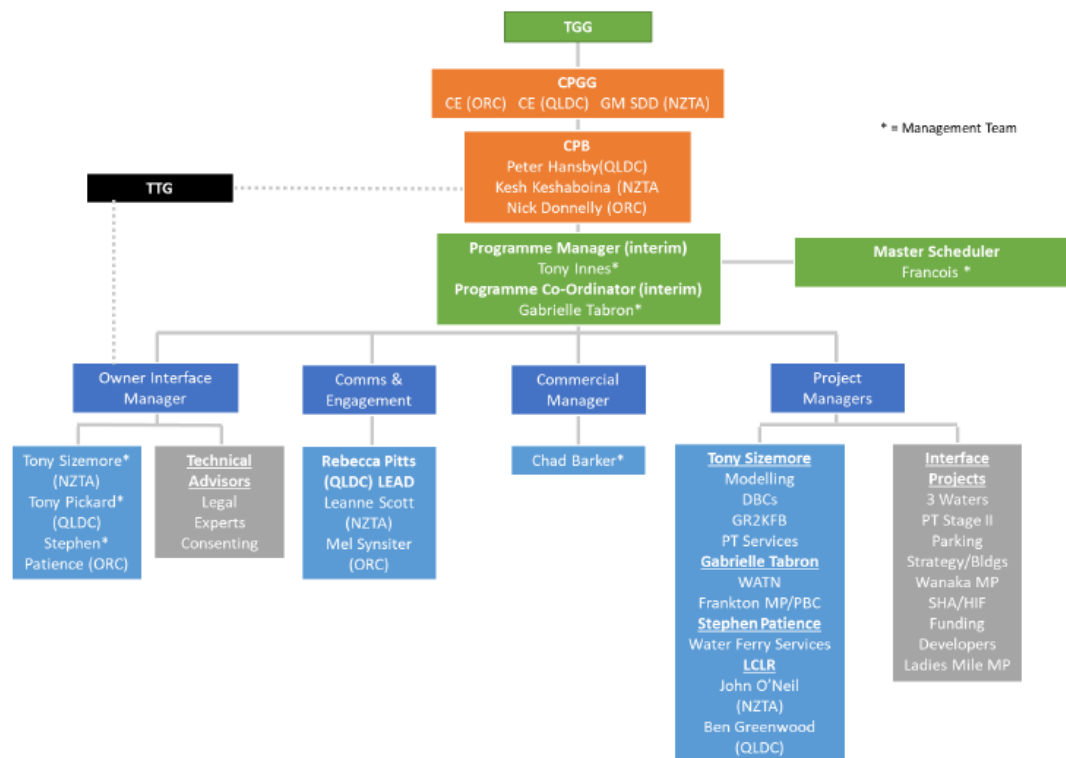 TGG
CPGG
CE (ORC) CE (QLDC) GM SDD (NZTA)
* = Management Team
CPB
Peter Hansby(QLDC)
Kesh Keshaboina (NZTA
Nick Donnelly (ORC)
TTG
Programme Manager (interim)
Tony Innes*
Programme Co-Ordinator (interim)
Gabrielle Tabron*
Master Scheduler
Francois *
Owner Interface
Manager
Comms &
Engagement
Commercial
Manager
Project
Managers
Tony Sizemore*
(NZTA)
Tony Pickard*
(QLDC)
Stephen*
Patience (ORC)
Technical
Advisors
Legal
Experts
Consenting
Rebecca Pitts
(QLDC) LEAD
Leanne Scott
(NZTA)
Mel Synsiter
(ORC)
Chad Barker*
Tony Sizemore
Modelling
DBCs
GR2KFB
PT Services
Gabrielle Tabron
WATN
Frankton MP/PBC
Stephen Patience
Water Ferry Services
LCLR
John O'Neil
(NZTA)
Ben Greenwood
(QLDC)
Interface
Projects
3 Waters
PT Stage II
Parking
Strategy/Bldgs
Wanaka MP
SHA/HIF
Funding
Developers
Ladies Mile MP